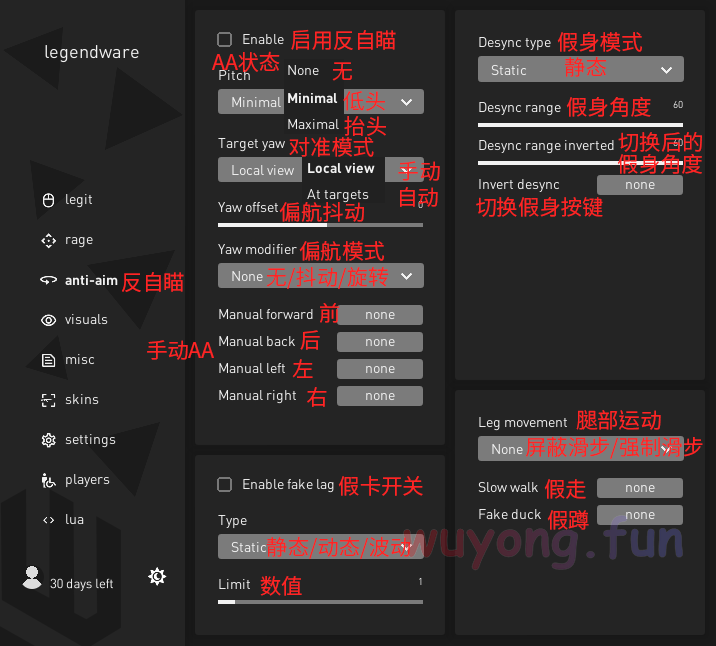 legendware
legit
rage
anti-aim 反自瞄
visuals
misc
skins
settings
players
lua
30 days left
Enable 启用反自瞄
AA状态
Pitch
None 无
Minimal
Minimal 低头
Maximal 抬头
Target yaw 对准模式
Local view
Local view 手动
At targets 自动
Yaw offset 偏航抖动 0
Yaw modifier 偏航模式
None 无/抖动/旋转
手动AA
Manual forward 前 none
Manual back 后 none
Manual left 左 none
Manual right 右 none
Enable fake lag 假卡开关
Type
Static 静态/动态/波动
Limit 数值 1
Desync type 假身模式
Static 静态
Desync range 假身角度 60
Desync range inverted 切换后的 60
假身角度
Invert desync none
切换假身按键
Leg movement 腿部运动
None 屏蔽滑步/强制滑步
Slow walk 假走 none
Fake duck 假蹲 none
wuyong.fun